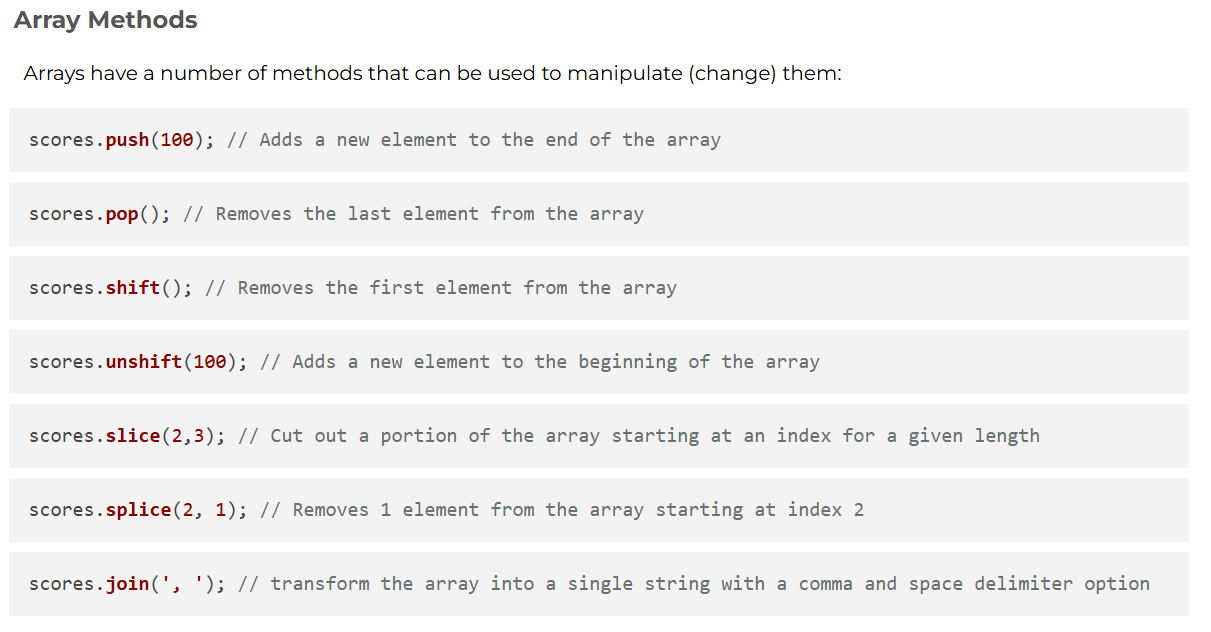 Array Methods
Arrays have a number of methods that can be used to manipulate (change) them:
scores.push(100); // Adds a new element to the end of the array
scores.pop(); // Removes the last element from the array
scores.shift(); // Removes the first element from the array
scores.unshift(100); // Adds a new element to the beginning of the array
scores.slice(2,3); // Cut out a portion of the array starting at an index for a given length
scores.splice(2, 1); // Removes 1 element from the array starting at index 2
scores.join(', '); // transform the array into a single string with a comma and space delimiter option